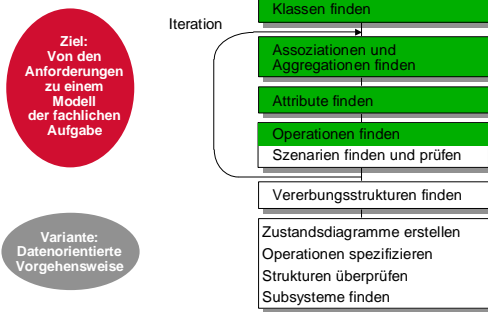 Klassen finden
Iteration
Ziel:
Von den
Anforderungen
zu einem
Modell
der fachlichen
Aufgabe
Assoziationen und
Aggregationen finden
Attribute finden
Operationen finden
Szenarien finden und prüfen
Vererbungsstrukturen finden
Variante:
Datenorientierte
Vorgehensweise
Zustandsdiagramme erstellen
Operationen spezifizieren
Strukturen überprüfen
Subsysteme finden